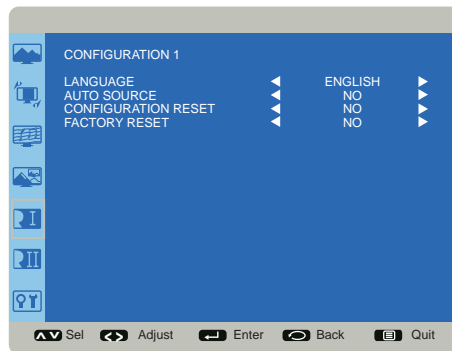 CONFIGURATION 1
LANGUAGE ENGLISH
AUTO SOURCE NO
CONFIGURATION RESET NO
FACTORY RESET NO
Sel Adjust Enter Back Quit